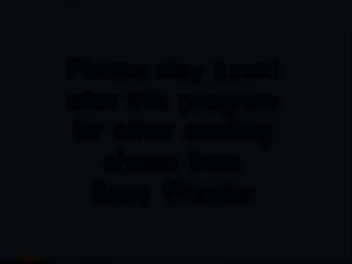 Please stay tuned
after this program
for other exciting
shows from
Sony Wonder